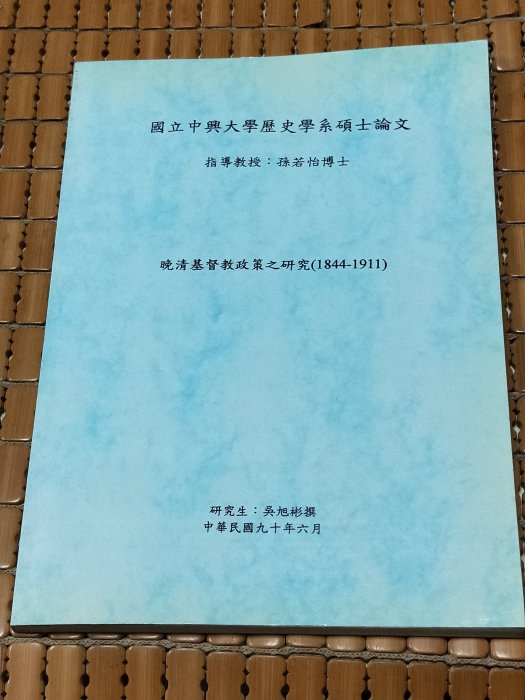 國立中興大學歷史學系碩士論文
指導教授：孫若怡博士
晚清基督教政策之研究(1844-1911)
研究生：吳旭彬撰
中華民國九十年六月